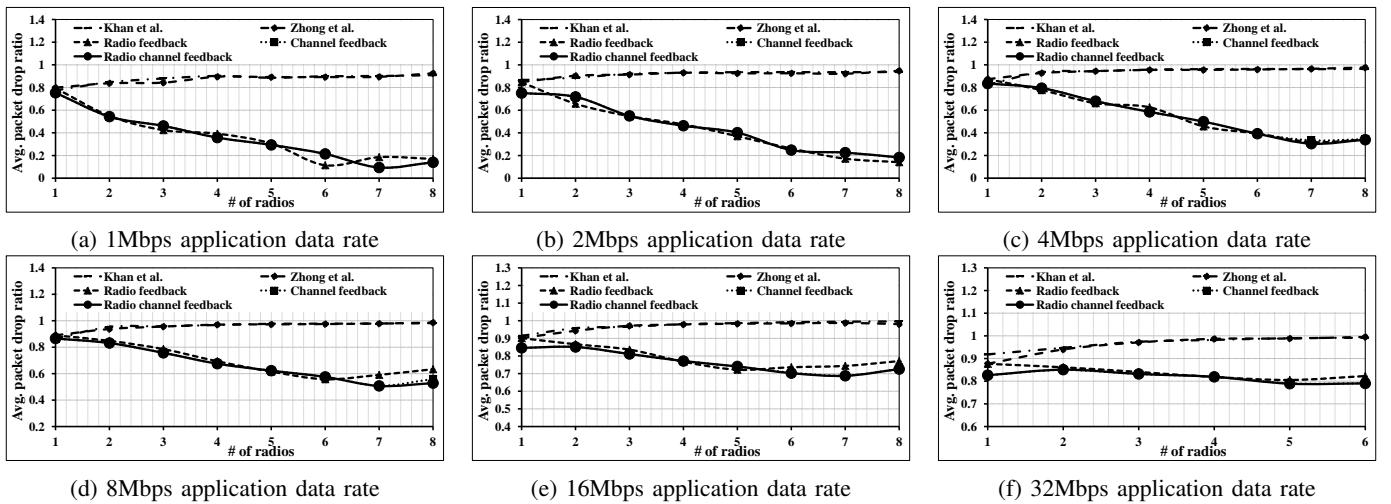 Khan et al. Zhong et al.
Radio feedback Channel feedback
Radio channel feedback
Avg. packet drop ratio
1.4
1.2
1
0.8
0.6
0.4
0.2
0
1 2 3 4 5 6 7 8
# of radios
(a) 1Mbps application data rate
Khan et al. Zhong et al.
Radio feedback Channel feedback
Radio channel feedback
Avg. packet drop ratio
1.4
1.2
1
0.8
0.6
0.4
0.2
0
1 2 3 4 5 6 7 8
# of radios
(b) 2Mbps application data rate
Khan et al. Zhong et al.
Radio feedback Channel feedback
Radio channel feedback
Avg. packet drop ratio
1.4
1.2
1
0.8
0.6
0.4
0.2
0
1 2 3 4 5 6 7 8
# of radios
(c) 4Mbps application data rate
Khan et al. Zhong et al.
Radio feedback Channel feedback
Radio channel feedback
Avg. packet drop ratio
1.4
1.2
1
0.8
0.6
0.4
0.2
1 2 3 4 5 6 7 8
# of radios
(d) 8Mbps application data rate
Khan et al. Zhong et al.
Radio feedback Channel feedback
Radio channel feedback
Avg. packet drop ratio
1.3
1.2
1.1
1
0.9
0.8
0.7
0.6
0.5
0.4
1 2 3 4 5 6 7 8
# of radios
(e) 16Mbps application data rate
Khan et al. Zhong et al.
Radio feedback Channel feedback
Radio channel feedback
Avg. packet drop ratio
1.3
1.2
1.1
1
0.9
0.8
0.7
0.6
1 2 3 4 5 6
# of radios
(f) 32Mbps application data rate